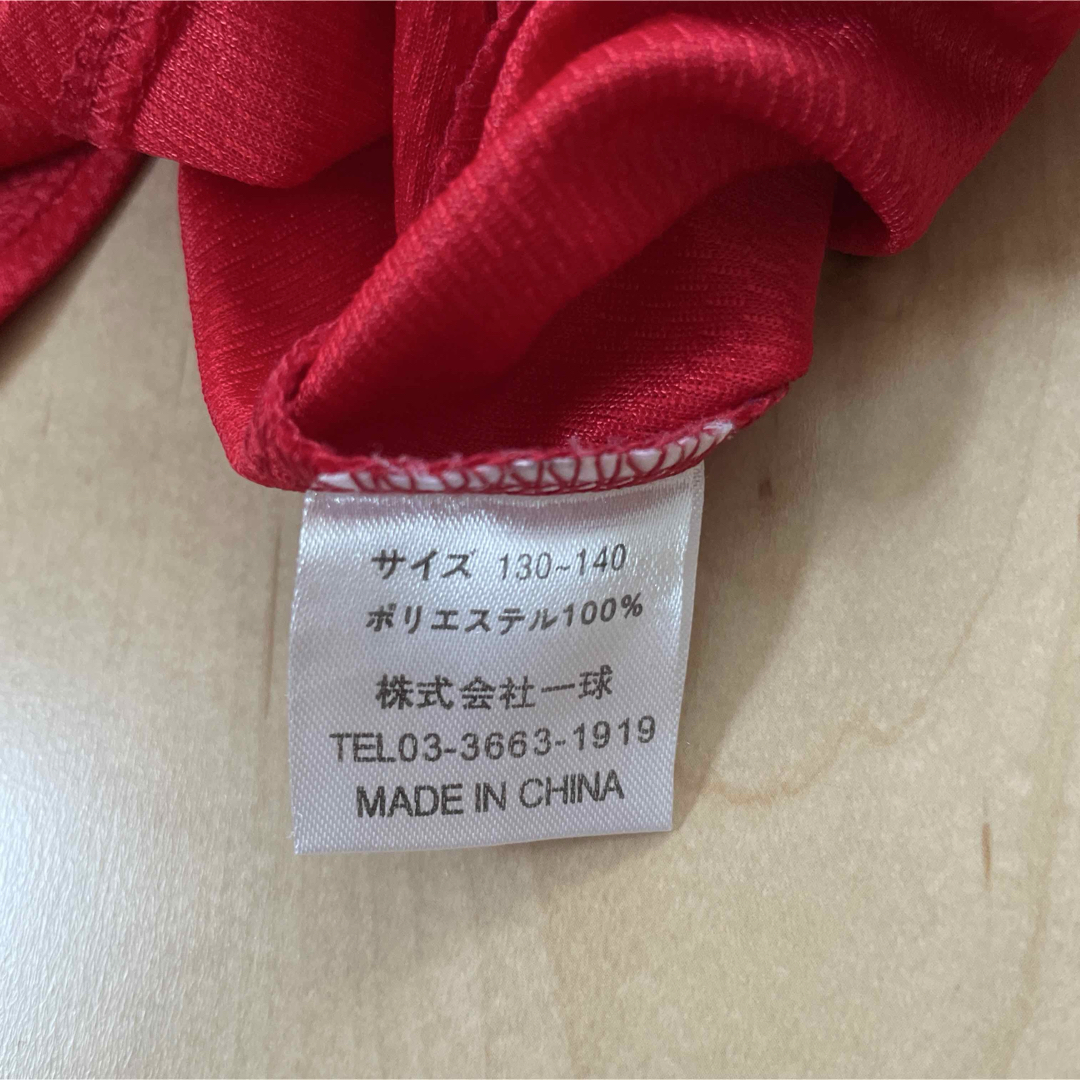 サイズ 130~140
ポリエステル100%
株式会社一球
TEL03-3663-1919
MADE IN CHINA